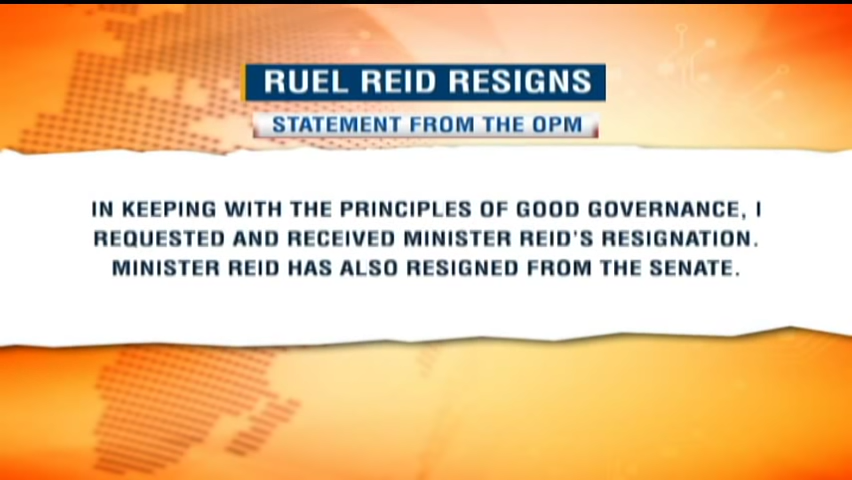 RUEL REID RESIGNS
STATEMENT FROM THE OPM
IN KEEPING WITH THE PRINCIPLES OF GOOD GOVERNANCE, I
REQUESTED AND RECEIVED MINISTER REID'S RESIGNATION.
MINISTER REID HAS ALSO RESIGNED FROM THE SENATE.